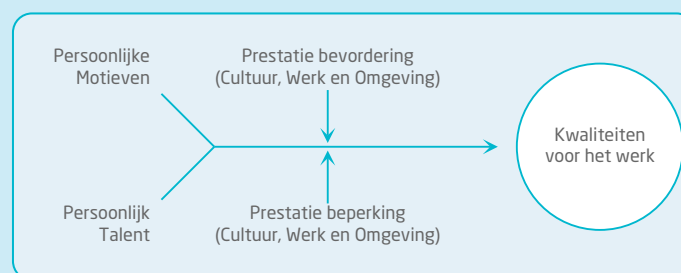 Persoonlijke
Motieven
Prestatie bevordering
(Cultuur, Werk en Omgeving)
Kwaliteiten
voor het werk
Persoonlijk
Talent
Prestatie beperking
(Cultuur, Werk en Omgeving)